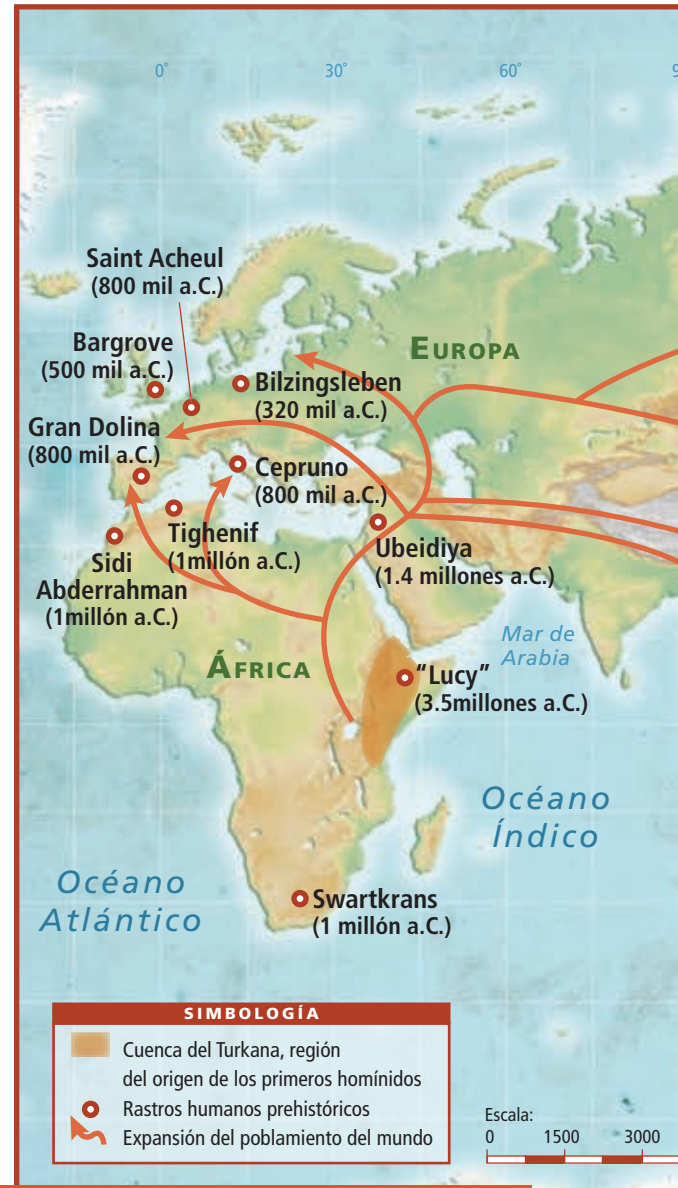 0°
30°
60°
9
Saint Acheul
(800 mil a.C.)
Bargrove
(500 mil a.C.)
EUROPA
Bilzingsleben
(320 mil a.C.)
Gran Dolina
(800 mil a.C.)
Cepruno
(800 mil a.C.)
Tighenif
(1millón a.C.)
Ubeidiya
(1.4 millones a.C.)
Sidi
Abderrahman
(1millón a.C.)
Mar de
Arabia
ÁFRICA
"Lucy"
(3.5millones a.C.)
Océano
Índico
Océano
Atlántico
Swartkrans
(1 millón a.C.)
SIMBOLOGÍA
Cuenca del Turkana, región
del origen de los primeros homínidos
Rastros humanos prehistóricos
Expansión del poblamiento del mundo
Escala:
0 1500 3000